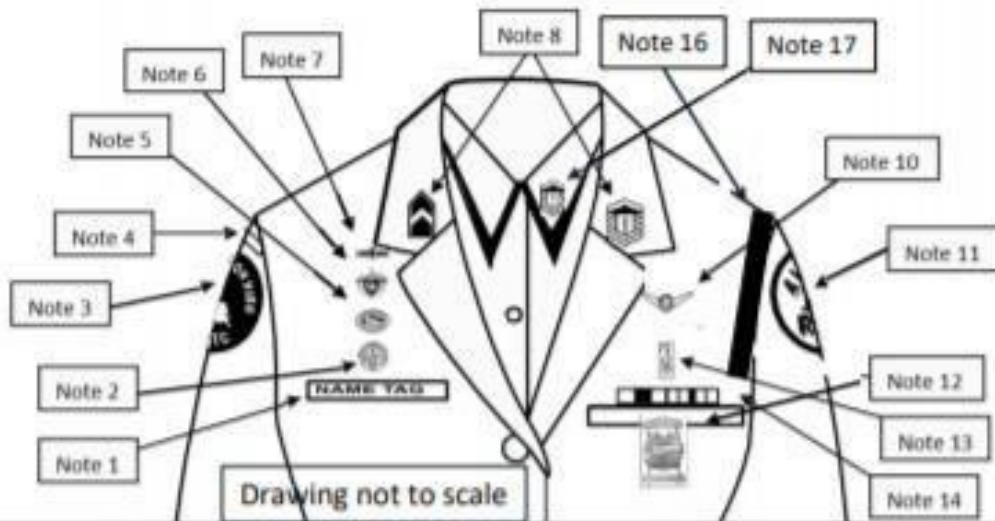 Note 8
Note 16
Note 17
Note 7
Note 6
Note 5
Note 10
Note 4
Note 11
Note 3
Note 2
NAME TAG
Note 12
Note 1
Note 13
Drawing not to scale
Note 14